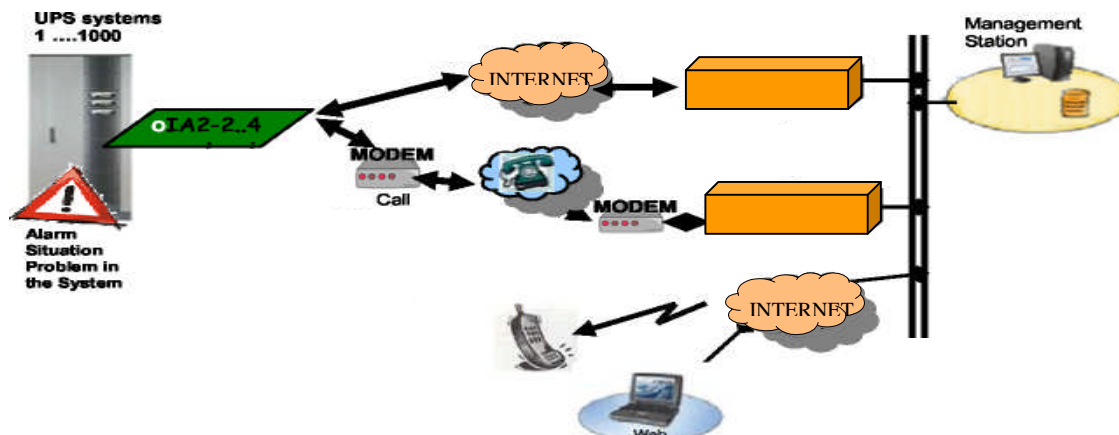 UPS systems
1 ....1000
OIA2-2..4
Alarm
Situation
Problem in
the System
INTERNET
MODEM
Call
MODEM
INTERNET
Web
Management
Station